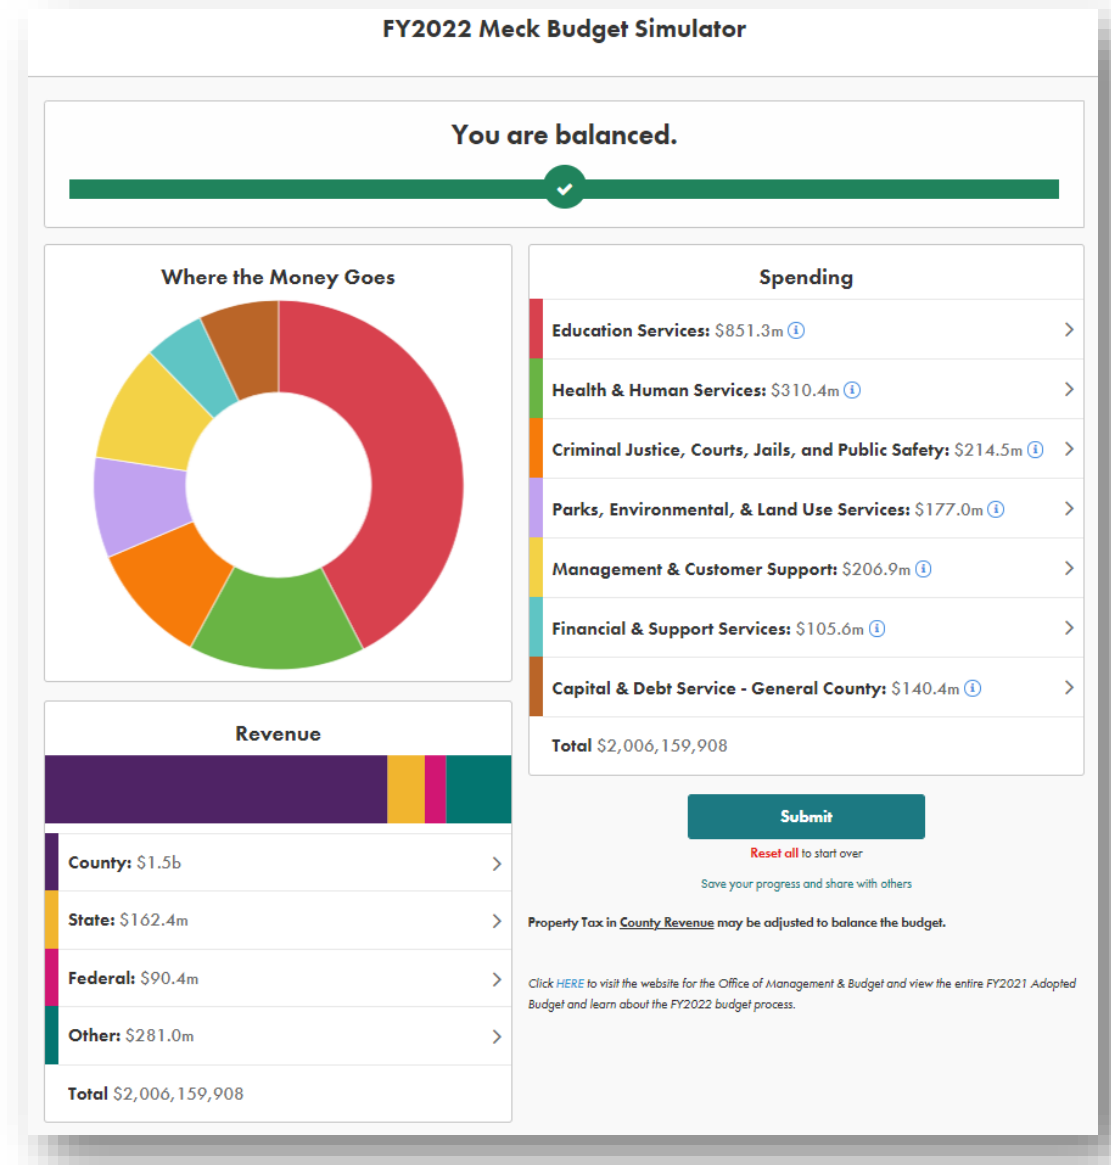 FY2022 Meck Budget Simulator
You are balanced.
Where the Money Goes
Spending
Education Services: $851.3m
Health & Human Services: $310.4m
Criminal Justice, Courts, Jails, and Public Safety: $214.5m
Parks, Environmental, & Land Use Services: $177.0m
Management & Customer Support: $206.9m
Financial & Support Services: $105.6m
Capital & Debt Service - General County: $140.4m
Total $2,006,159,908
Revenue
County: $1.5b
State: $162.4m
Federal: $90.4m
Other: $281.0m
Total $2,006,159,908
Submit
Reset all to start over
Save your progress and share with others
Property Tax in County Revenue may be adjusted to balance the budget.
Click HERE to visit the website for the Office of Management & Budget and view the entire FY2021 Adopted
Budget and learn about the FY2022 budget process.